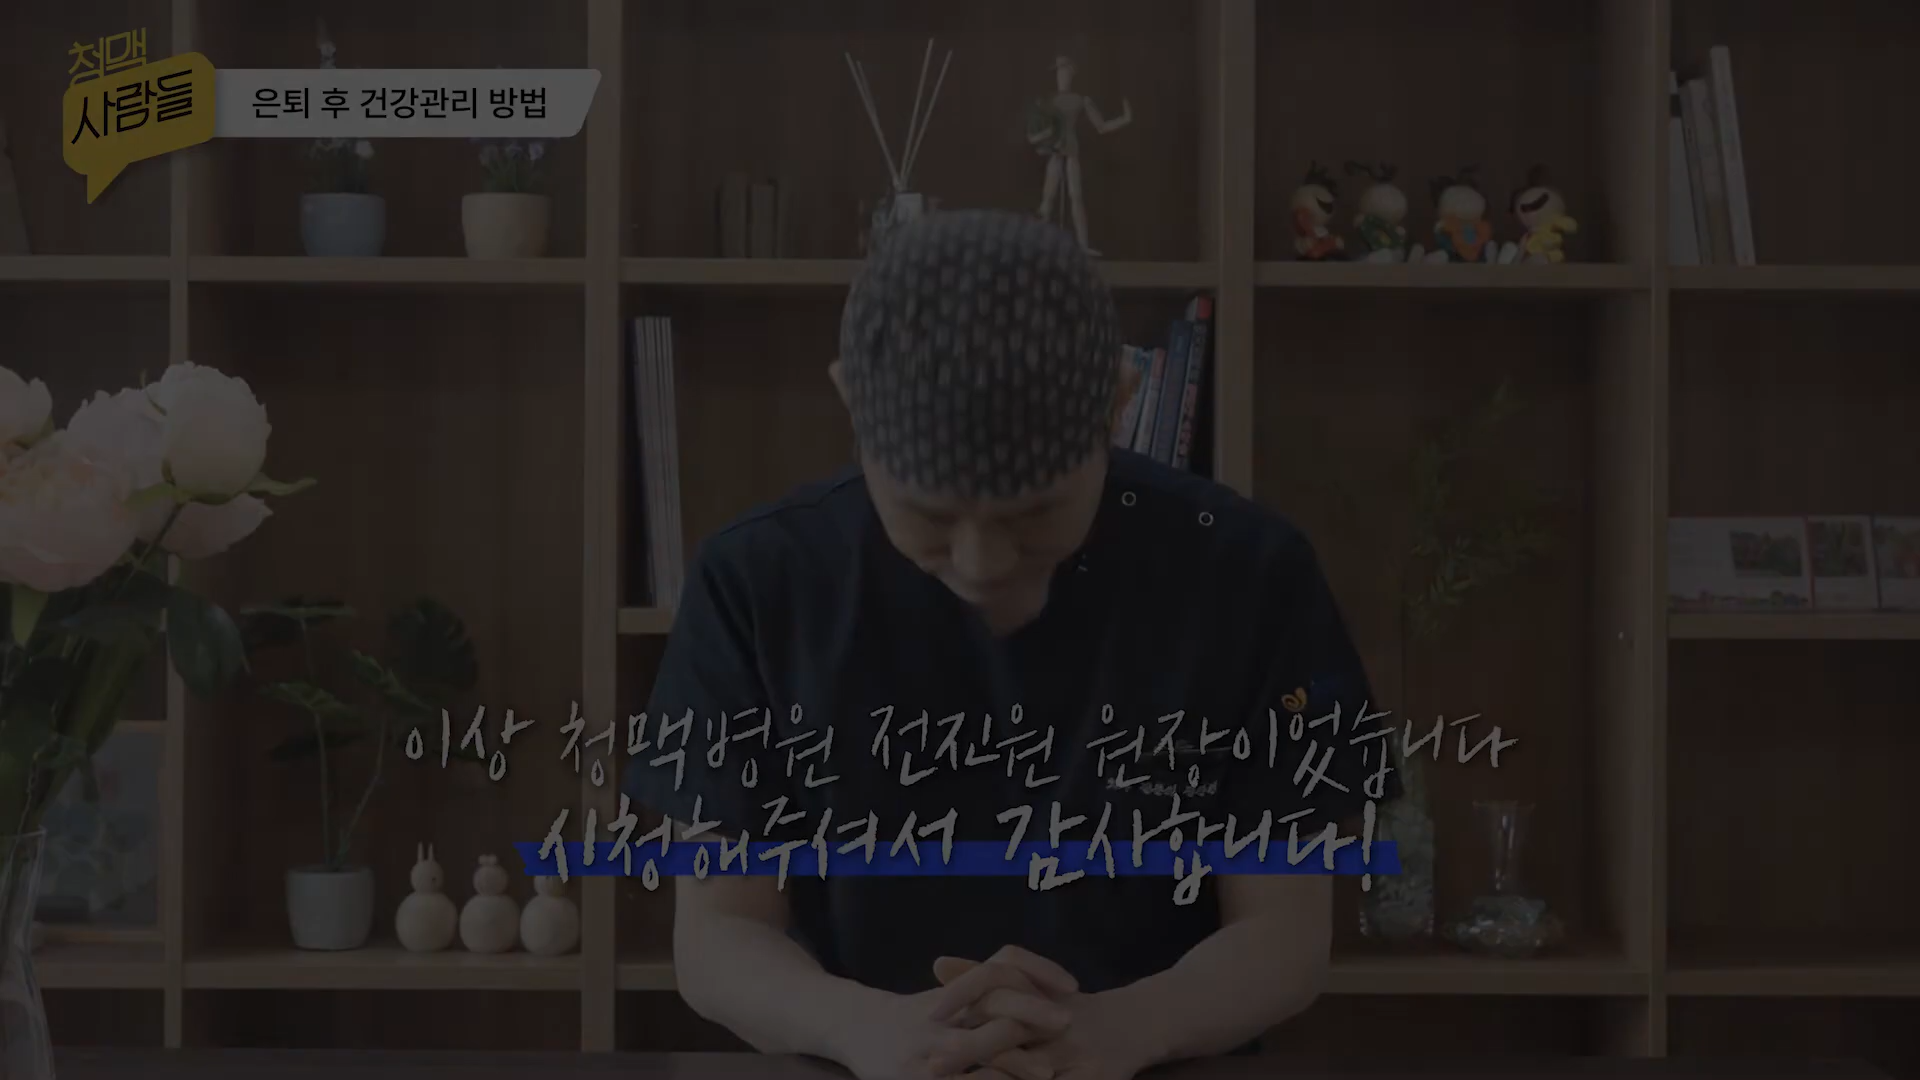 청맥
사람들
은퇴 후 건강관리 방법
이상 청맥병원 전진원 원장이었습니다
시청해주셔서 감사합니다!